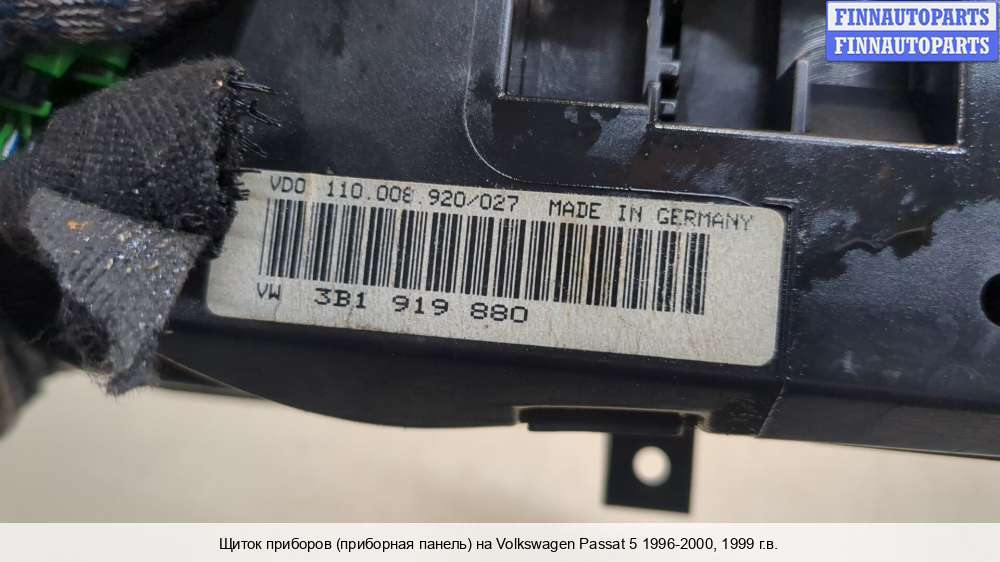 FINNAUTOPARTS
FINNAUTOPARTS
VDO 110.008.920/027 MADE IN GERMANY
VW 3B1 919 880
Щиток приборов (приборная панель) на Volkswagen Passat 5 1996-2000, 1999 г.в.